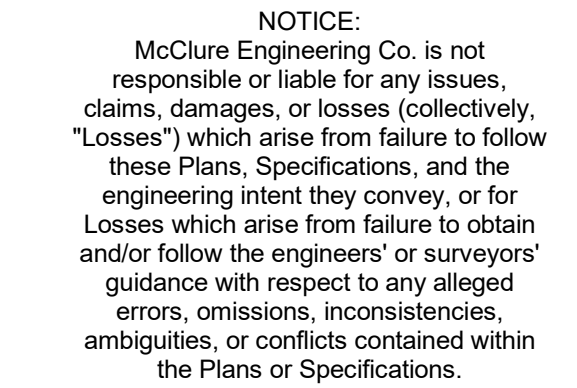 NOTICE:
McClure Engineering Co. is not
responsible or liable for any issues,
claims, damages, or losses (collectively,
"Losses") which arise from failure to follow
these Plans, Specifications, and the
engineering intent they convey, or for
Losses which arise from failure to obtain
and/or follow the engineers' or surveyors'
guidance with respect to any alleged
errors, omissions, inconsistencies,
ambiguities, or conflicts contained within
the Plans or Specifications.